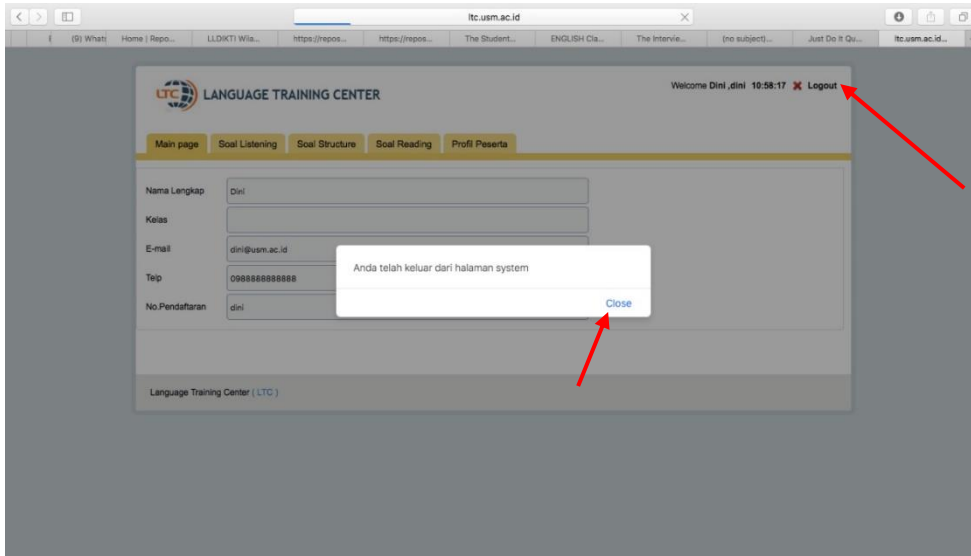 ltc.usm.ac.id
(9) Whats Home | Repo... LLDIKTI Wila... https://repos... https://repos... The Student... ENGLISH Cla... The Intervie... (no subject)... Just Do It Qu... ltc.usm.ac.id...
LTC LANGUAGE TRAINING CENTER
Welcome Dini ,dini 10:58:17 Logout
Main page Soal Listening Soal Structure Soal Reading Profil Peserta
Nama Lengkap Dini
Kelas
E-mail dini@usm.ac.id
Anda telah keluar dari halaman system
Telp 0988888888888
Close
No.Pendaftaran dini
Language Training Center ( LTC )